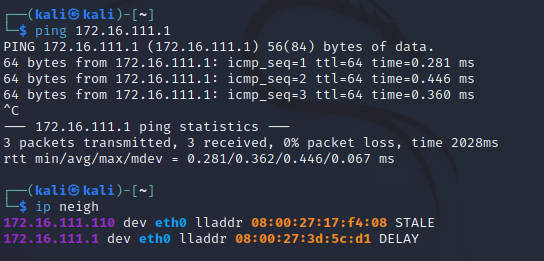 ┌──(kali㉿kali)-[~]
└─$ ping 172.16.111.1
PING 172.16.111.1 (172.16.111.1) 56(84) bytes of data.
64 bytes from 172.16.111.1: icmp_seq=1 ttl=64 time=0.281 ms
64 bytes from 172.16.111.1: icmp_seq=2 ttl=64 time=0.446 ms
64 bytes from 172.16.111.1: icmp_seq=3 ttl=64 time=0.360 ms
^C
— 172.16.111.1 ping statistics —
3 packets transmitted, 3 received, 0% packet loss, time 2028ms
rtt min/avg/max/mdev = 0.281/0.362/0.446/0.067 ms
┌──(kali㉿kali)-[~]
└─$ ip neigh
172.16.111.110 dev eth0 lladdr 08:00:27:17:f4:08 STALE
172.16.111.1 dev eth0 lladdr 08:00:27:3d:5c:d1 DELAY